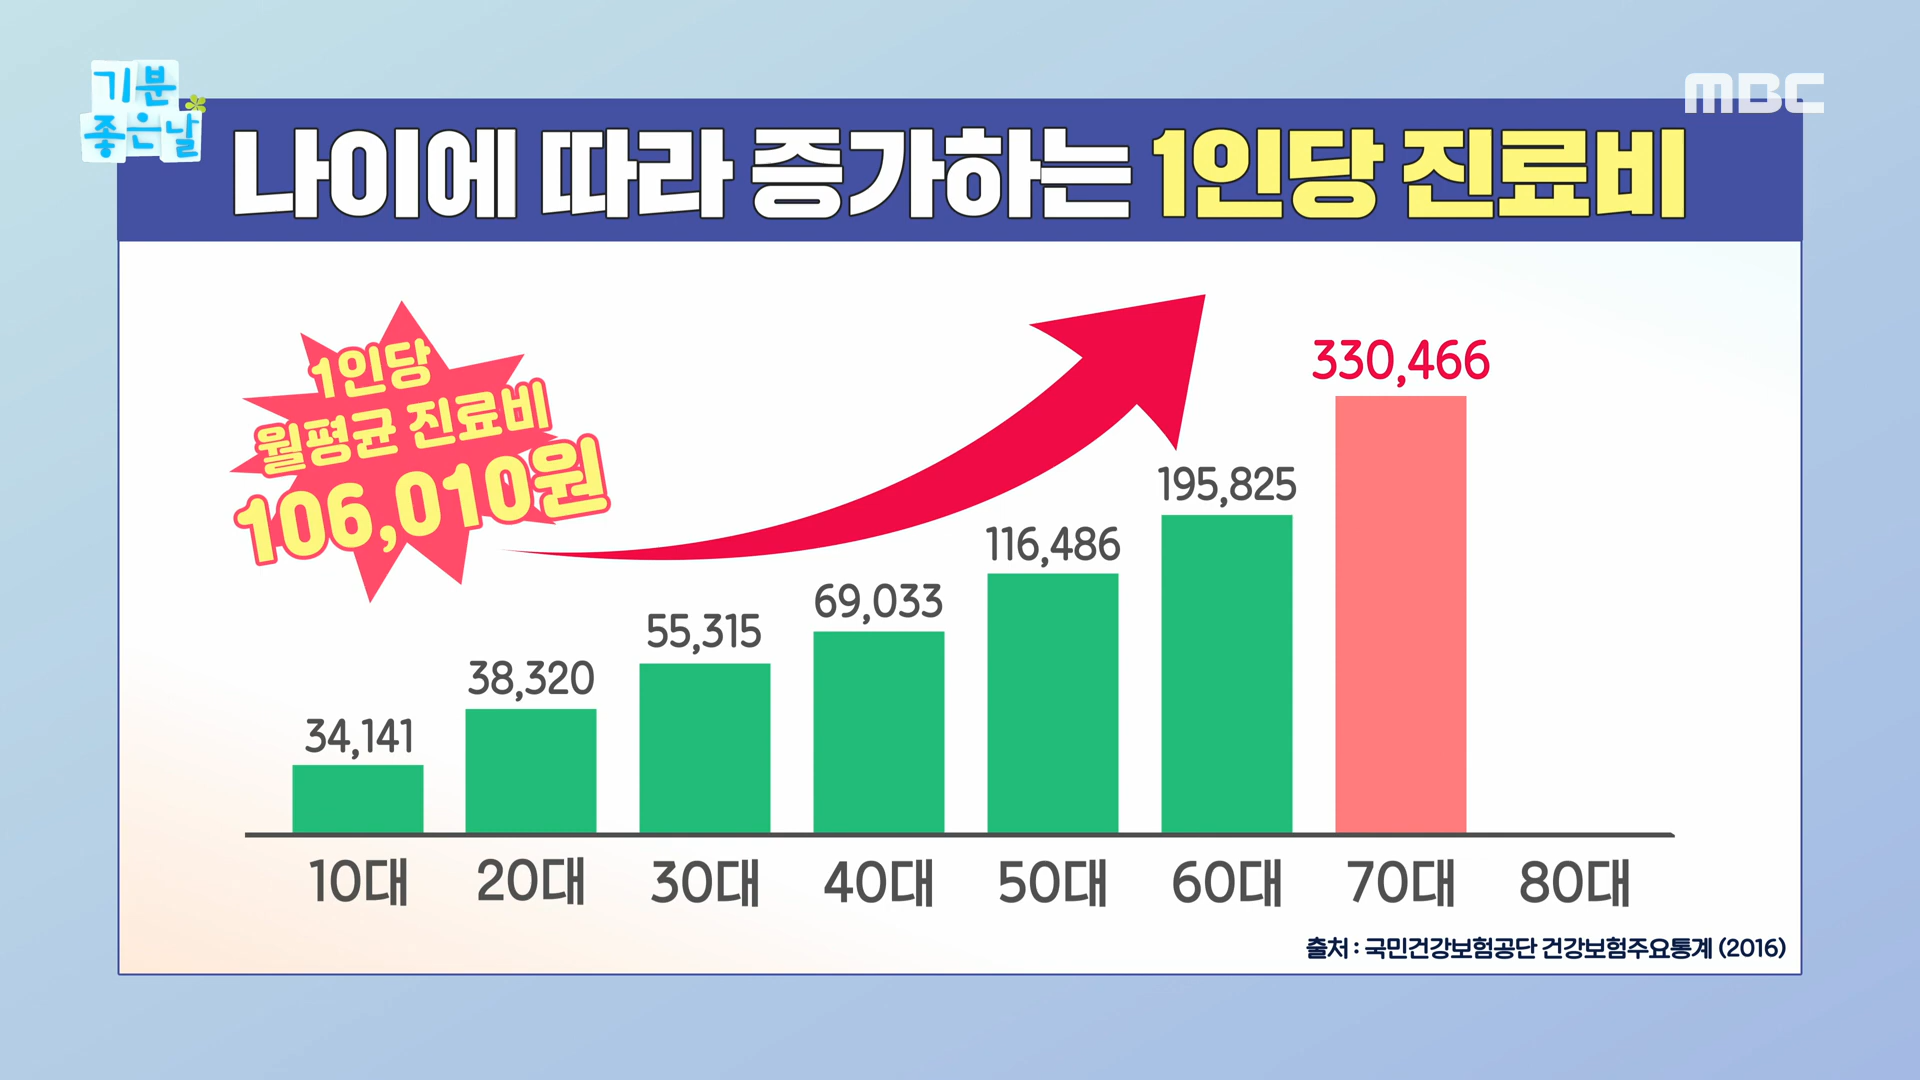 기분
좋은날
MBC
나이에 따라 증가하는 1인당 진료비
1인당
월평균 진료비
106,010원
34,141
38,320
55,315
69,033
116,486
195,825
330,466
10대
20대
30대
40대
50대
60대
70대
80대
출처 : 국민건강보험공단 건강보험주요통계 (2016)